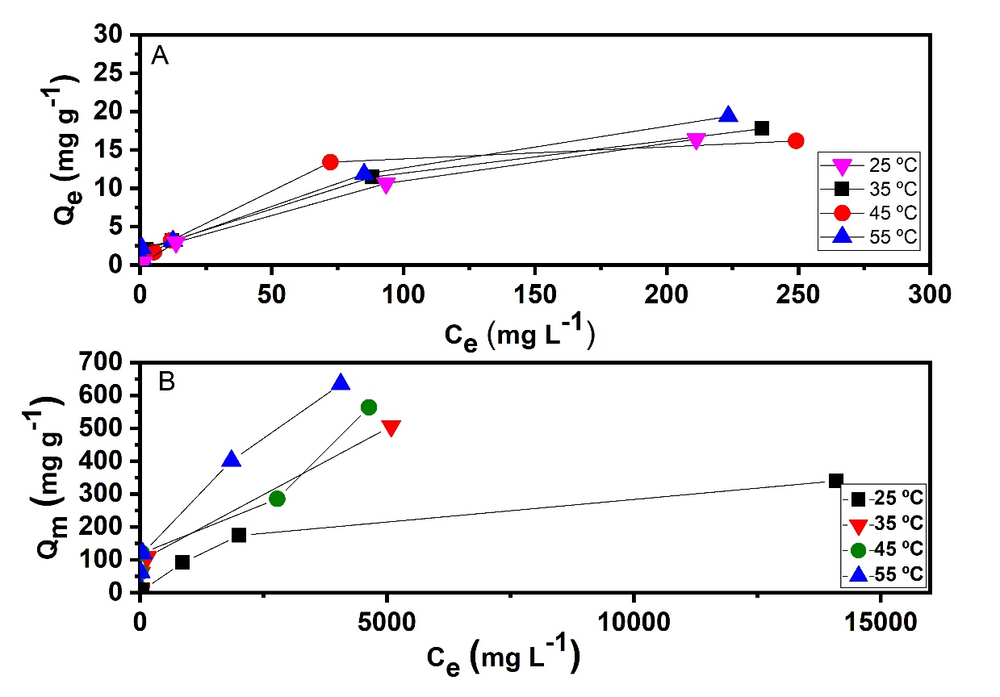 A
30
25
20
15
10
5
0
Qe (mg g-1)
0 50 100 150 200 250 300
Ce (mg L-1)
25 ºC
35 ºC
45 ºC
55 ºC
B
700
600
500
400
300
200
100
0
Qm (mg g-1)
0 5000 10000 15000
Ce (mg L-1)
25 ºC
35 ºC
45 ºC
55 ºC